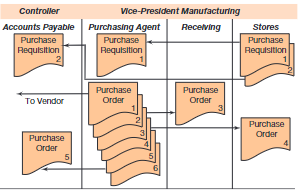 Controller Vice-President Manufacturing
Accounts Payable Purchasing Agent Receiving Stores
Purchase
Requisition
2
Purchase
Requisition
1
Purchase
Requisition
1
2
To Vendor
Purchase
Order
1
2
3
4
5
6
Purchase
Order
3
Purchase
Order
4
Purchase
Order
5